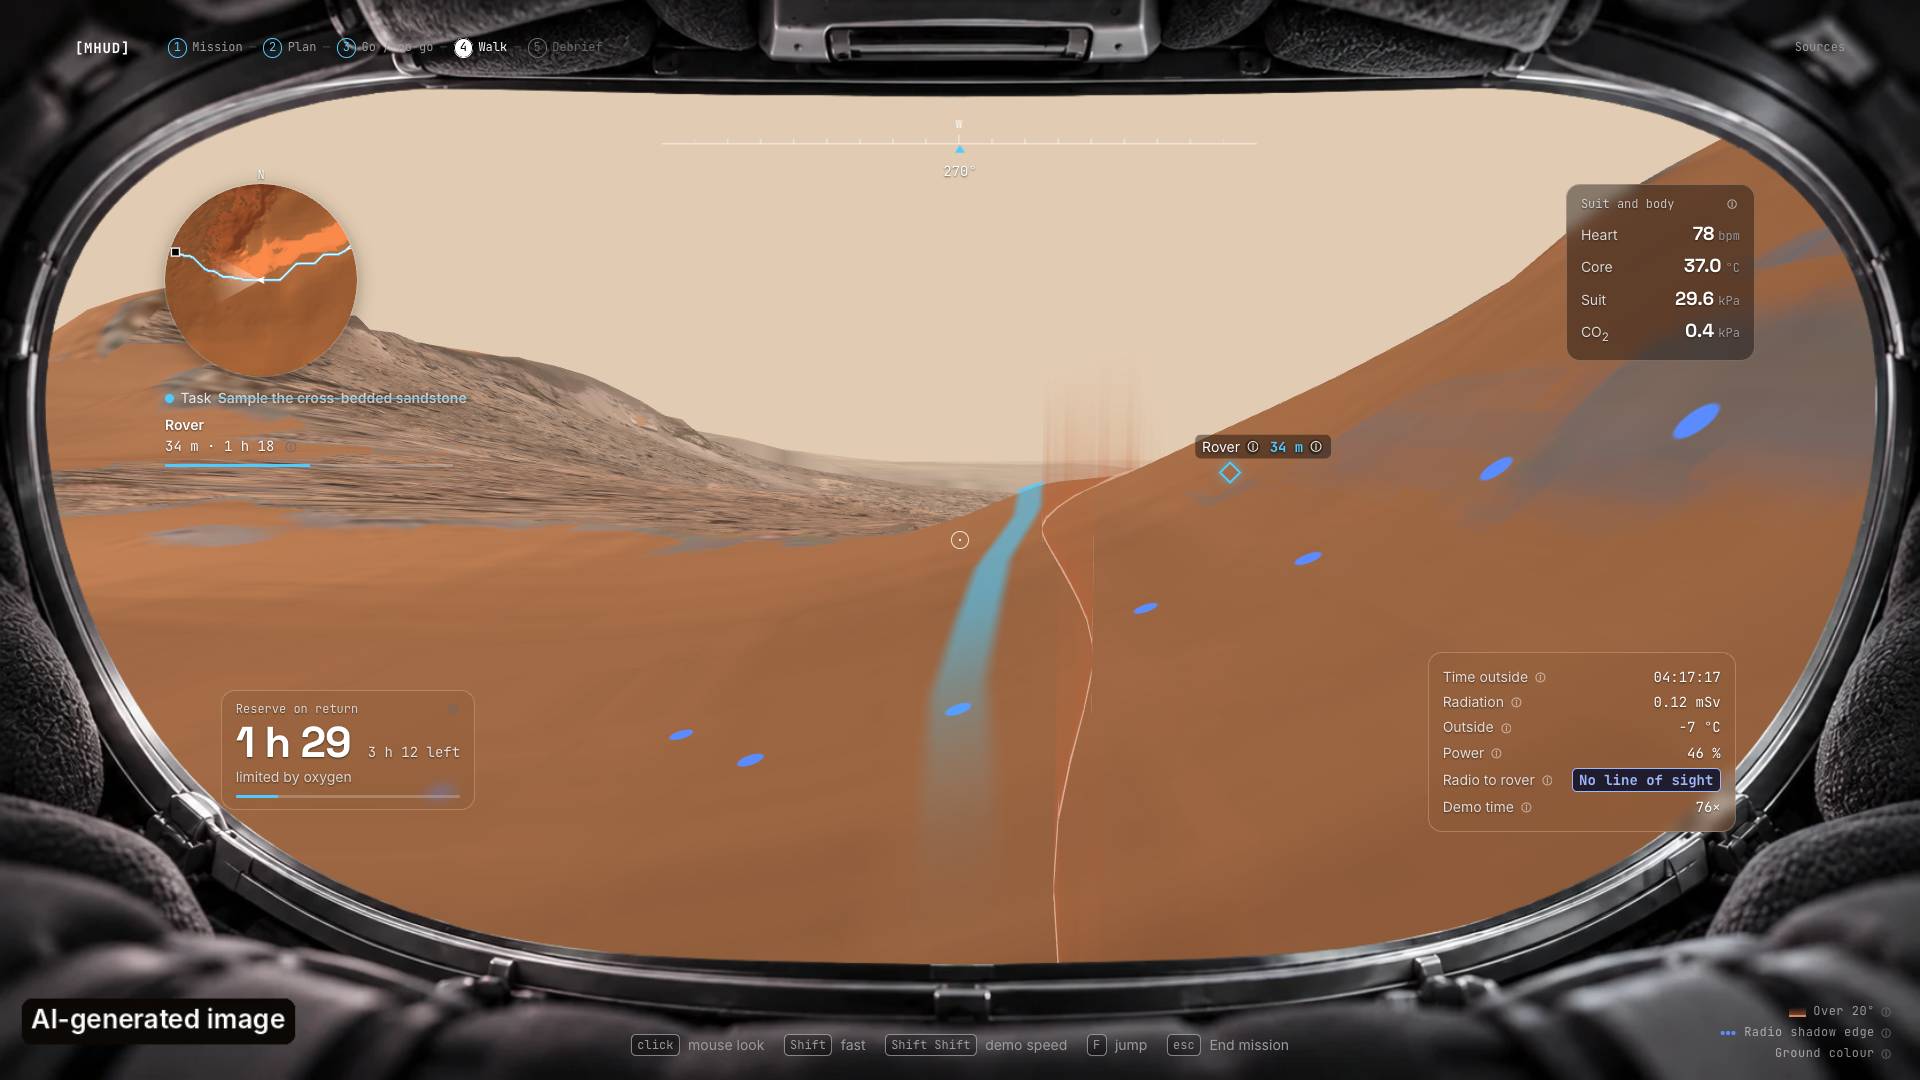 [MHUD] 1 Mission 2 Plan 3 Go / no-go 4 Walk 5 Debrief Sources
W
270°
N
Task Sample the cross-bedded sandstone
Rover
34 m · 1 h 18
Suit and body
Heart 78 bpm
Core 37.0 °C
Suit 29.6 kPa
CO2 0.4 kPa
Rover 34 m
Reserve on return
1 h 29 3 h 12 left
limited by oxygen
Time outside 04:17:17
Radiation 0.12 mSv
Outside -7 °C
Power 46 %
Radio to rover No line of sight
Demo time 76×
AI-generated image
click mouse look Shift fast Shift Shift demo speed F jump esc End mission
Over 20°
Radio shadow edge
Ground colour